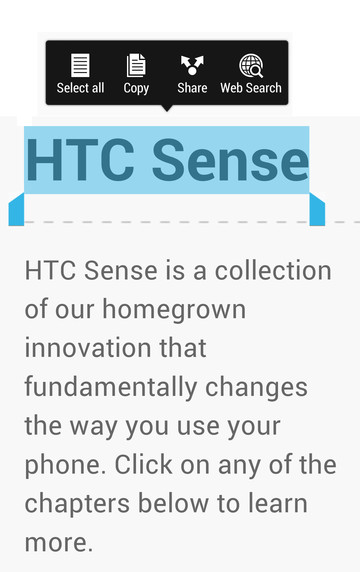 Select all Copy Share Web Search
HTC Sense
HTC Sense is a collection
of our homegrown
innovation that
fundamentally changes
the way you use your
phone. Click on any of the
chapters below to learn
more.